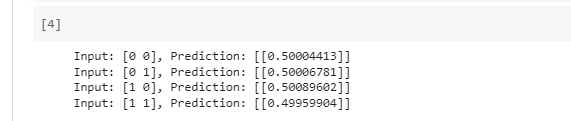 [4]
Input: [0 0], Prediction: [[0.50004413]]
Input: [0 1], Prediction: [[0.50006781]]
Input: [1 0], Prediction: [[0.50089602]]
Input: [1 1], Prediction: [[0.49959904]]